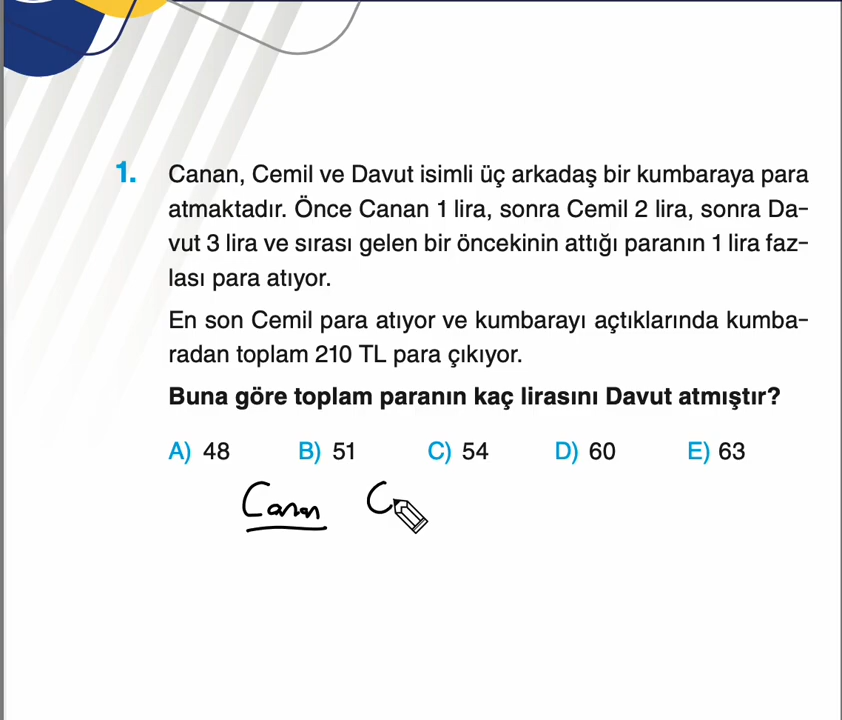 1. Canan, Cemil ve Davut isimli üç arkadaş bir kumbaraya para
atmaktadır. Önce Canan 1 lira, sonra Cemil 2 lira, sonra Da-
vut 3 lira ve sırası gelen bir öncekinin attığı paranın 1 lira faz-
lası para atıyor.
En son Cemil para atıyor ve kumbarayı açtıklarında kumba-
radan toplam 210 TL para çıkıyor.
Buna göre toplam paranın kaç lirasını Davut atmıştır?
A) 48 B) 51 C) 54 D) 60 E) 63
Canan C